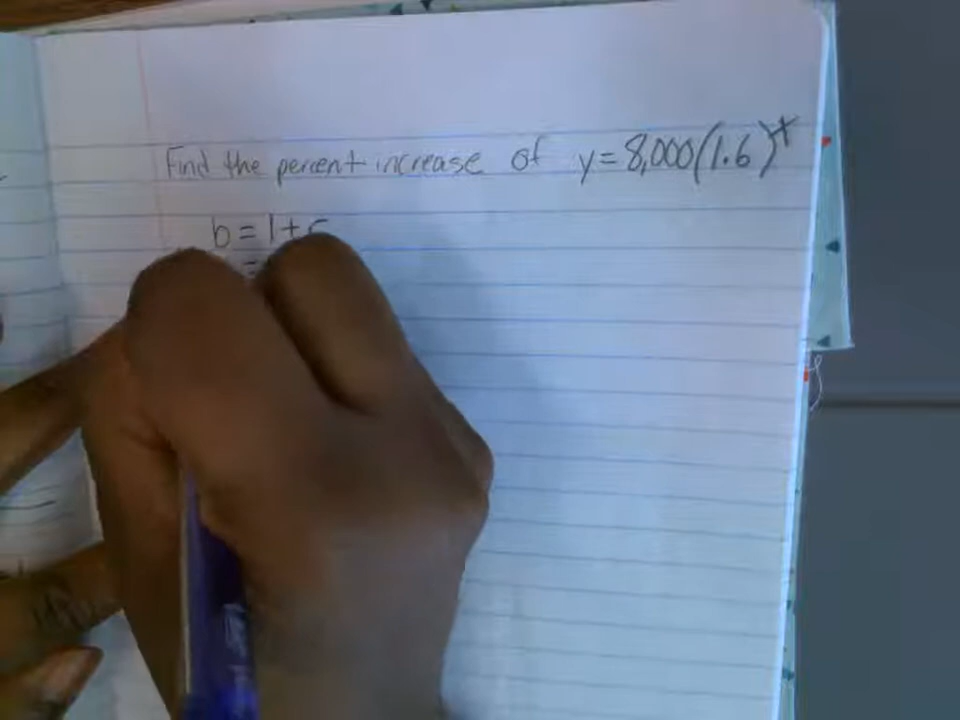 Find the percent increase of y=8,000(1.6)^t
b=1+r
=